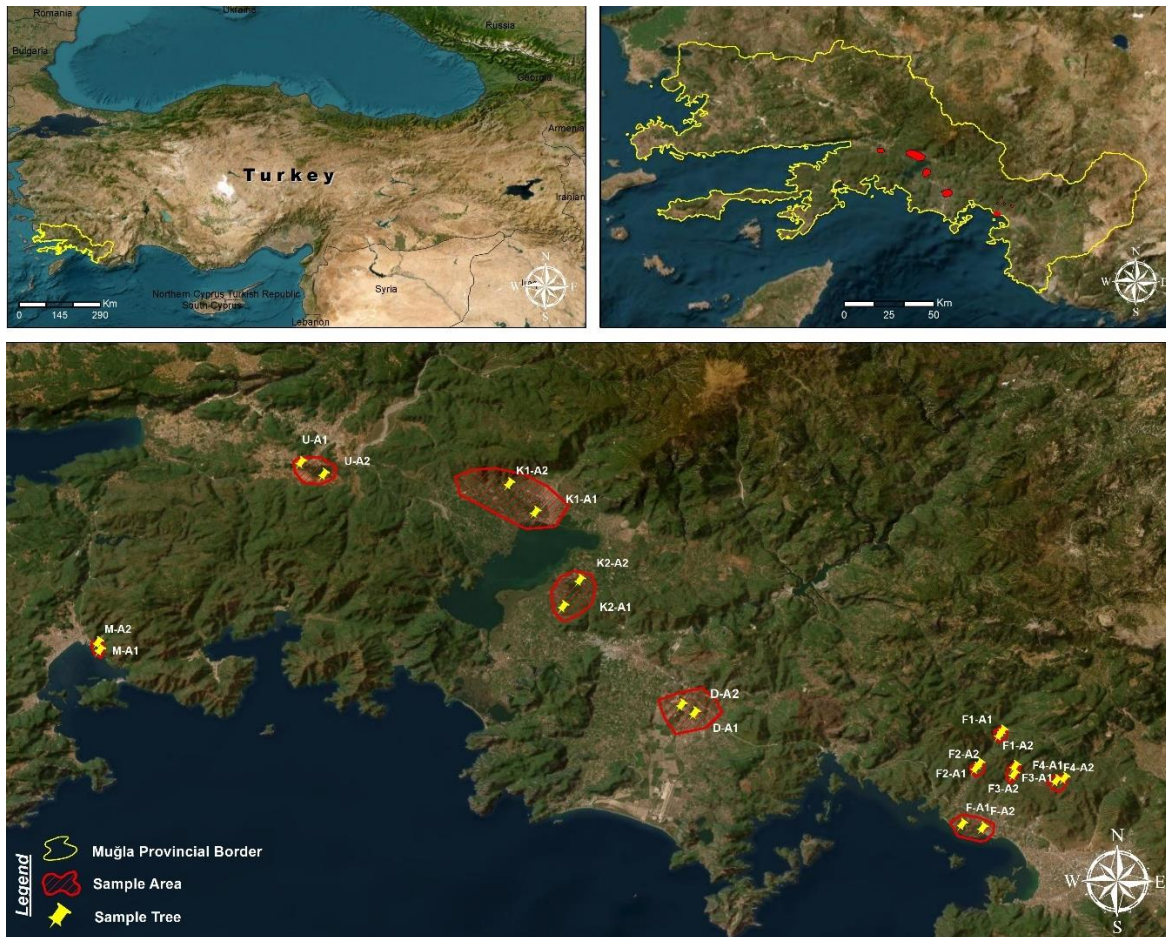 Romania
Ukraine
Russia
Bulgaria
Georgia
Armenia
Turkey
Iranian
Syria
Northern Cyprus Turkish Republic
South Cyprus
Lebanon
Km
0 145 290
W E
N
S
Km
0 25 50
N
W E
S
U-A1
U-A2
K1-A2
K1-A1
K2-A2
K2-A1
M-A2
M-A1
D-A2
D-A1
F1-A1
F1-A2
F2-A2
F2-A1
F4-A1
F4-A2
F3-A1
F3-A2
F-A1
F-A2
Legend
Muğla Provincial Border
Sample Area
Sample Tree
N
W E
S